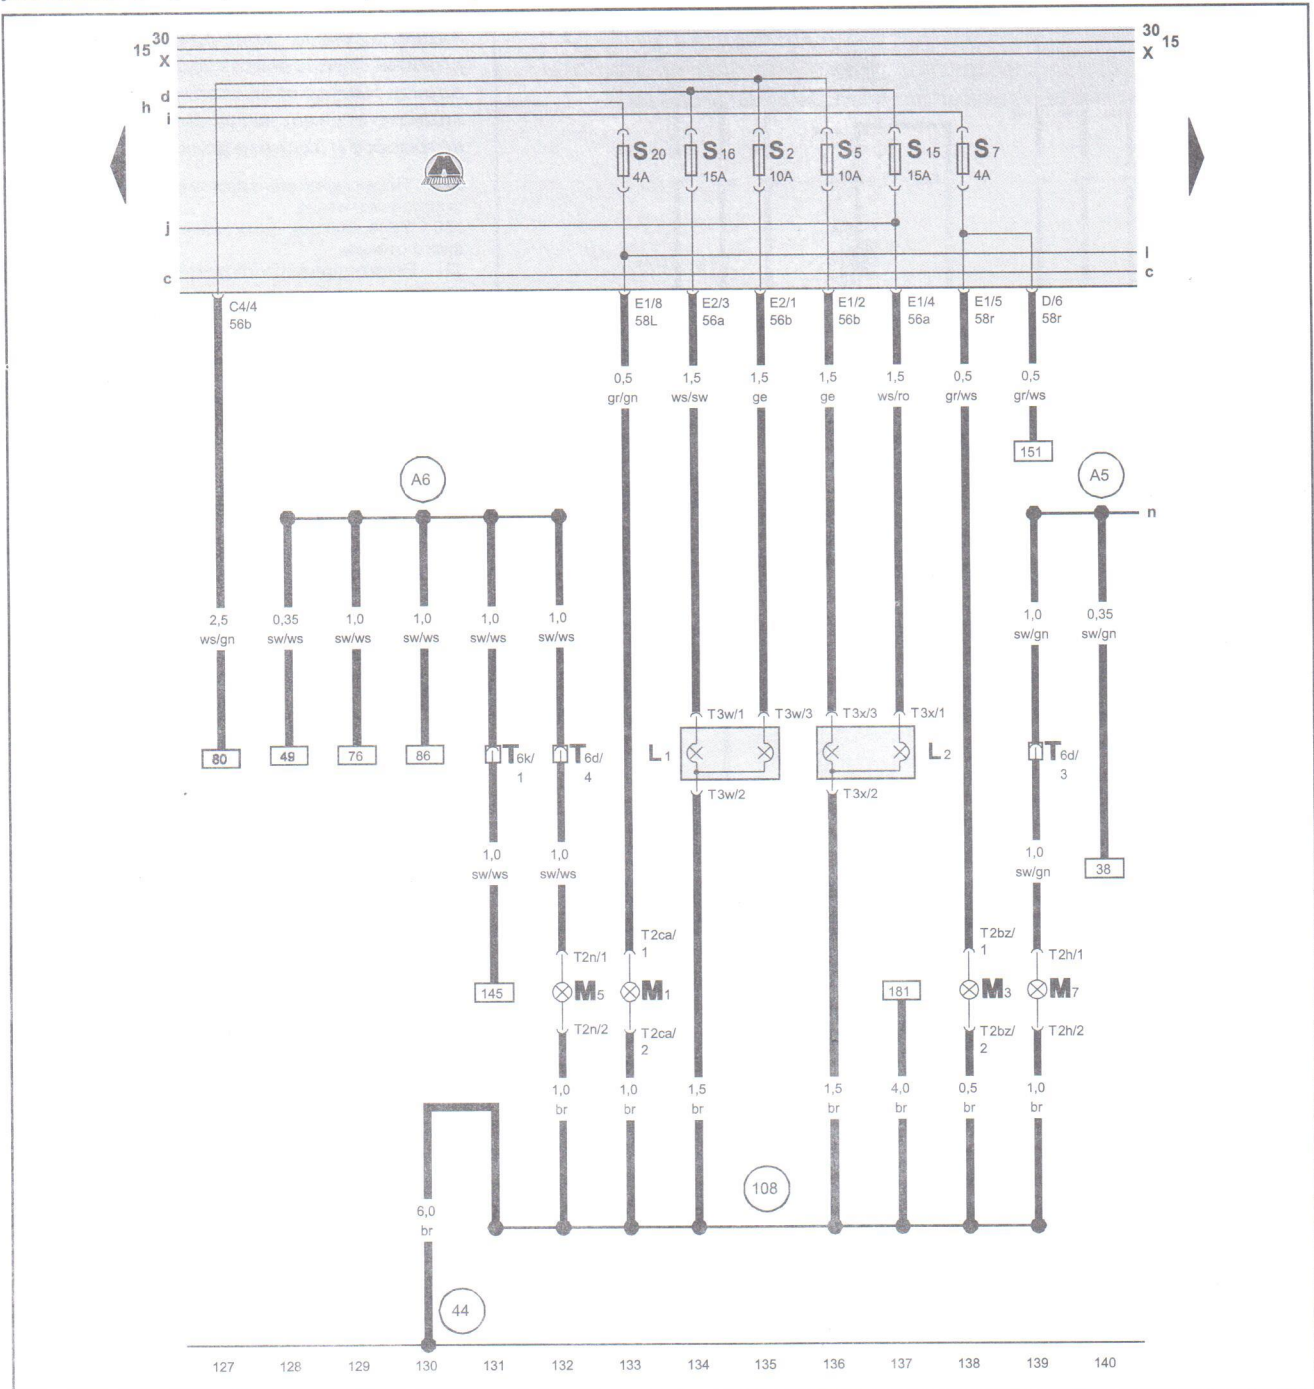 30 30
15 15
X X
d
h
i
S20 S16 S2 S5 S15 S7
4A 15A 10A 10A 15A 4A
j
l
c c
C4/4 E1/8 E2/3 E2/1 E1/2 E1/4 E1/5 D/6
56b 58L 56a 56b 56b 56a 58r 58r
0,5 1,5 1,5 1,5 1,5 0,5 0,5
gr/gn ws/sw ge ge ws/ro gr/ws gr/ws
151
A6 A5
n
2,5 0,35 1,0 1,0 1,0 1,0 1,0 0,35
ws/gn sw/ws sw/ws sw/ws sw/ws sw/ws sw/gn sw/gn
T3w/1 T3w/3 T3x/3 T3x/1
80 49 76 86 T6k/ T6d/ L1 L2 T6d/
1 4 3
T3w/2 T3x/2
1,0 1,0 1,0
sw/ws sw/ws sw/gn
38
T2ca/ T2bz/
1 1
T2n/1 T2h/1
145 M5 M1 181 M3 M7
T2n/2 T2ca/ T2bz/ T2h/2
2 2
1,0 1,0 1,5 1,5 4,0 0,5 1,0
br br br br br br br
108
6,0
br
44
127 128 129 130 131 132 133 134 135 136 137 138 139 140